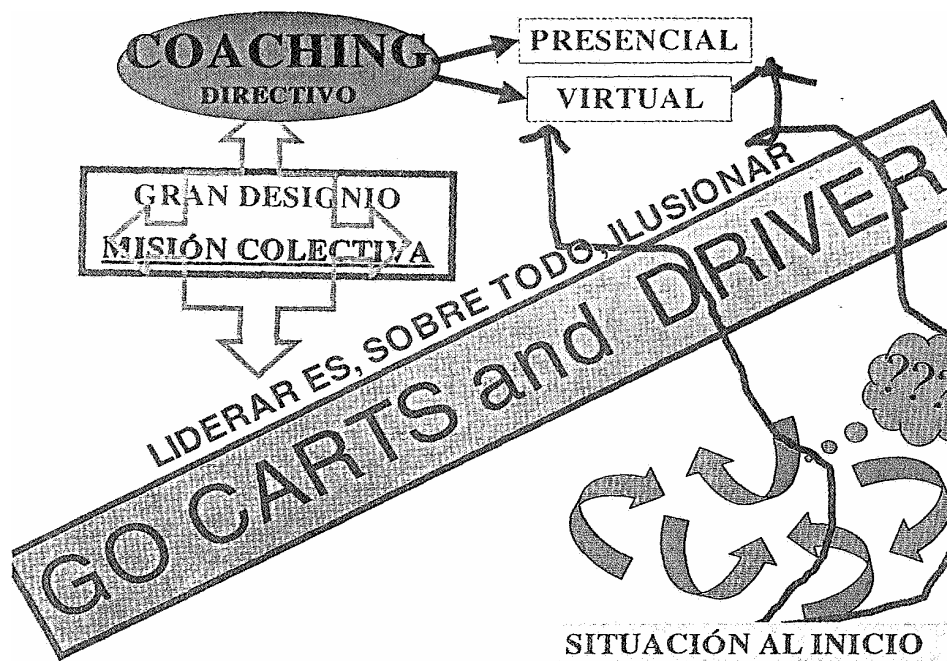 COACHING
DIRECTIVO
PRESENCIAL
VIRTUAL
GRAN DESIGNIO
MISIÓN COLECTIVA
LIDERAR ES, SOBRE TODO, ILUSIONAR
GO CARTS and DRIVER
???
SITUACIÓN AL INICIO